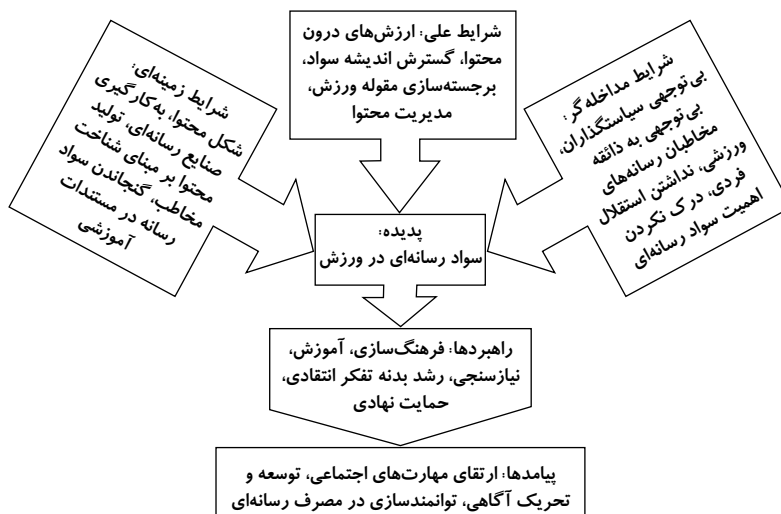 شرایط علی: ارزش‌های درون
محتوا، گسترش اندیشه سواد،
برجسته‌سازی مقوله ورزش،
مدیریت محتوا
شرایط مداخله‌گر:
بی‌توجهی سیاستگذاران،
بی‌توجهی به ذائقه
مخاطبان رسانه‌های
ورزشی، نداشتن استقلال
فردی، درک نکردن
اهمیت سواد رسانه‌ای
شرایط زمینه‌ای:
شکل محتوا، به‌کارگیری
صنایع رسانه‌ای، تولید
محتوا بر مبنای شناخت
مخاطب، گنجاندن سواد
رسانه در مستندات
آموزشی
پدیده:
سواد رسانه‌ای در ورزش
راهبردها: فرهنگ‌سازی، آموزش،
نیازسنجی، رشد بدنه تفکر انتقادی،
حمایت نهادی
پیامدها: ارتقای مهارت‌های اجتماعی، توسعه و
تحریک آگاهی، توانمندسازی در مصرف رسانه‌ای